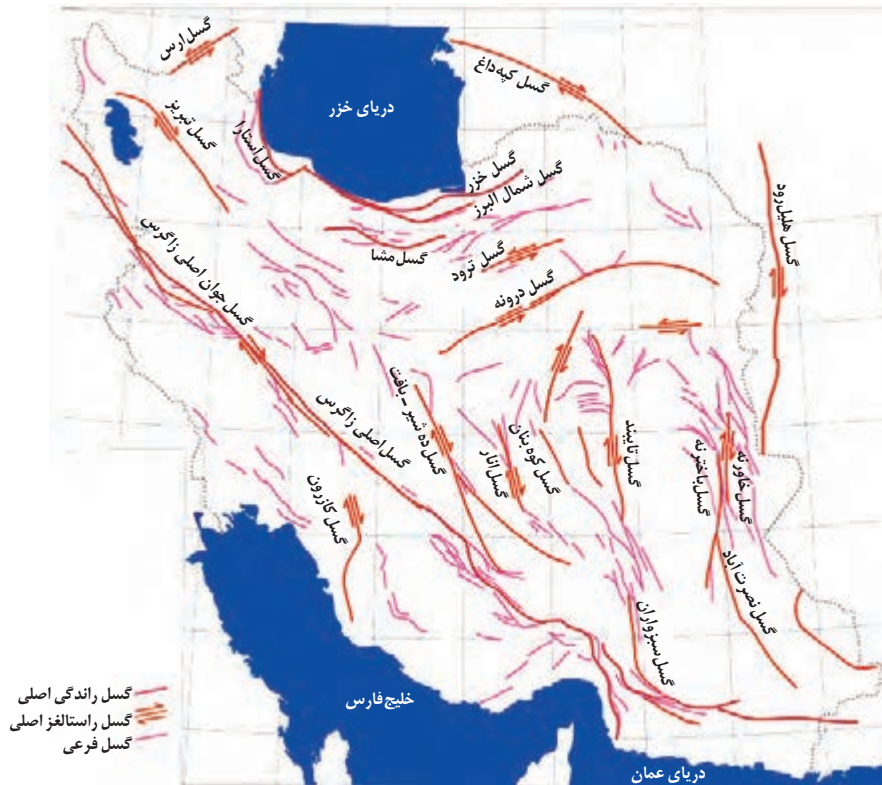 گسل ارس
گسل کپه‌داغ
دریای خزر
گسل تبریز
گسل آستارا
گسل خزر
گسل شمال البرز
گسل هلیل‌رود
گسل مشا
گسل ترود
گسل درونه
گسل جوان اصلی زاگرس
گسل اصلی زاگرس
گسل ده شیر - بافت
گسل انار
گسل کوه بنان
گسل تایبند
گسل باختر نه
گسل خاور نه
گسل کازرون
گسل نصرت آباد
گسل سبزواران
گسل راندگی اصلی
گسل راستالغز اصلی
گسل فرعی
خلیج فارس
دریای عمان